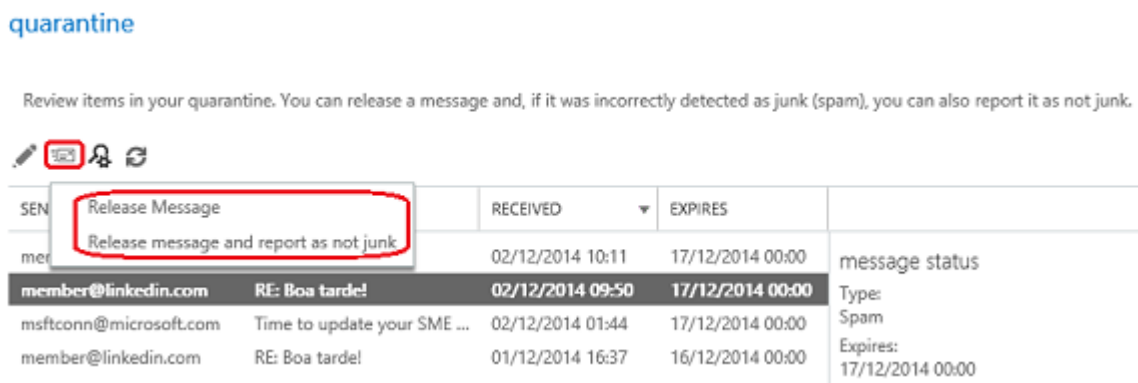 quarantine
Review items in your quarantine. You can release a message and, if it was incorrectly detected as junk (spam), you can also report it as not junk.
SEN RECEIVED EXPIRES
Release Message
Release message and report as not junk
02/12/2014 10:11 17/12/2014 00:00
member@linkedin.com RE: Boa tarde! 02/12/2014 09:50 17/12/2014 00:00
msftconn@microsoft.com Time to update your SME ... 02/12/2014 01:44 17/12/2014 00:00
member@linkedin.com RE: Boa tarde! 01/12/2014 16:37 16/12/2014 00:00
message status
Type:
Spam
Expires:
17/12/2014 00:00